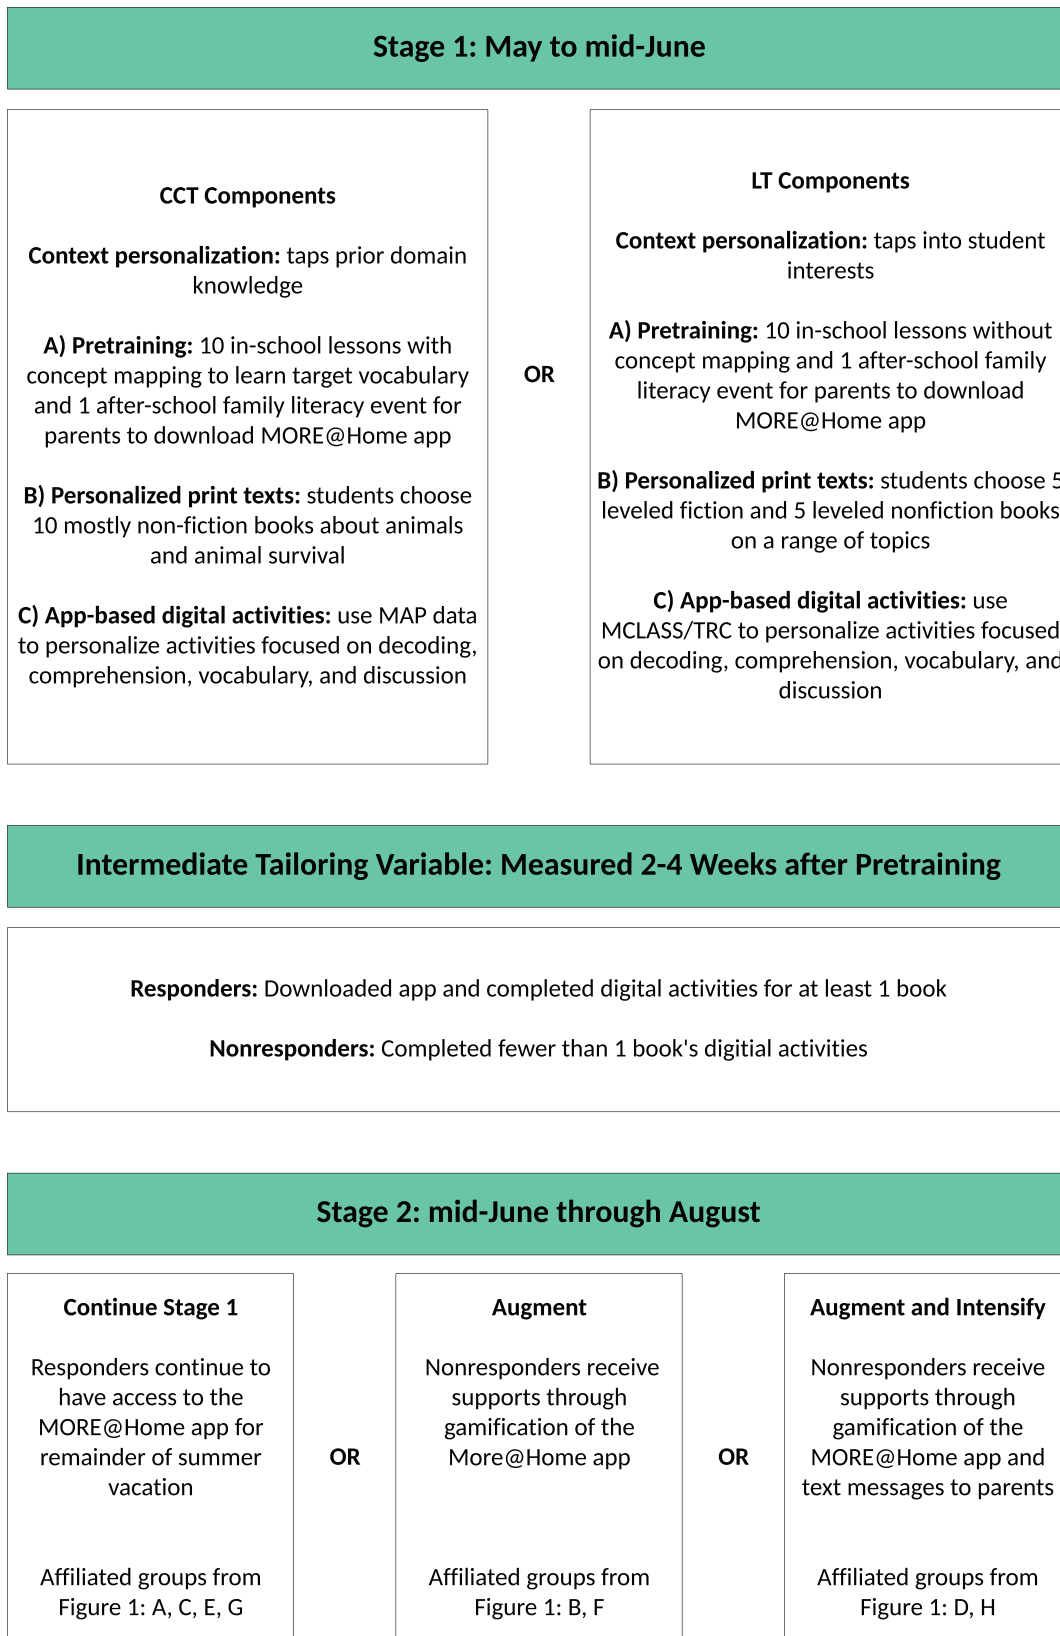 Stage 1: May to mid-June
CCT Components
Context personalization: taps prior domain
knowledge
A) Pretraining: 10 in-school lessons with
concept mapping to learn target vocabulary
and 1 after-school family literacy event for
parents to download MORE@Home app
B) Personalized print texts: students choose
10 mostly non-fiction books about animals
and animal survival
C) App-based digital activities: use MAP data
to personalize activities focused on decoding,
comprehension, vocabulary, and discussion
OR
LT Components
Context personalization: taps into student
interests
A) Pretraining: 10 in-school lessons without
concept mapping and 1 after-school family
literacy event for parents to download
MORE@Home app
B) Personalized print texts: students choose 5
leveled fiction and 5 leveled nonfiction books
on a range of topics
C) App-based digital activities: use
MCLASS/TRC to personalize activities focused
on decoding, comprehension, vocabulary, and
discussion
Intermediate Tailoring Variable: Measured 2-4 Weeks after Pretraining
Responders: Downloaded app and completed digital activities for at least 1 book
Nonresponders: Completed fewer than 1 book's digitial activities
Stage 2: mid-June through August
Continue Stage 1
Responders continue to
have access to the
MORE@Home app for
remainder of summer
vacation
Affiliated groups from
Figure 1: A, C, E, G
OR
Augment
Nonresponders receive
supports through
gamification of the
More@Home app
Affiliated groups from
Figure 1: B, F
OR
Augment and Intensify
Nonresponders receive
supports through
gamification of the
MORE@Home app and
text messages to parents
Affiliated groups from
Figure 1: D, H